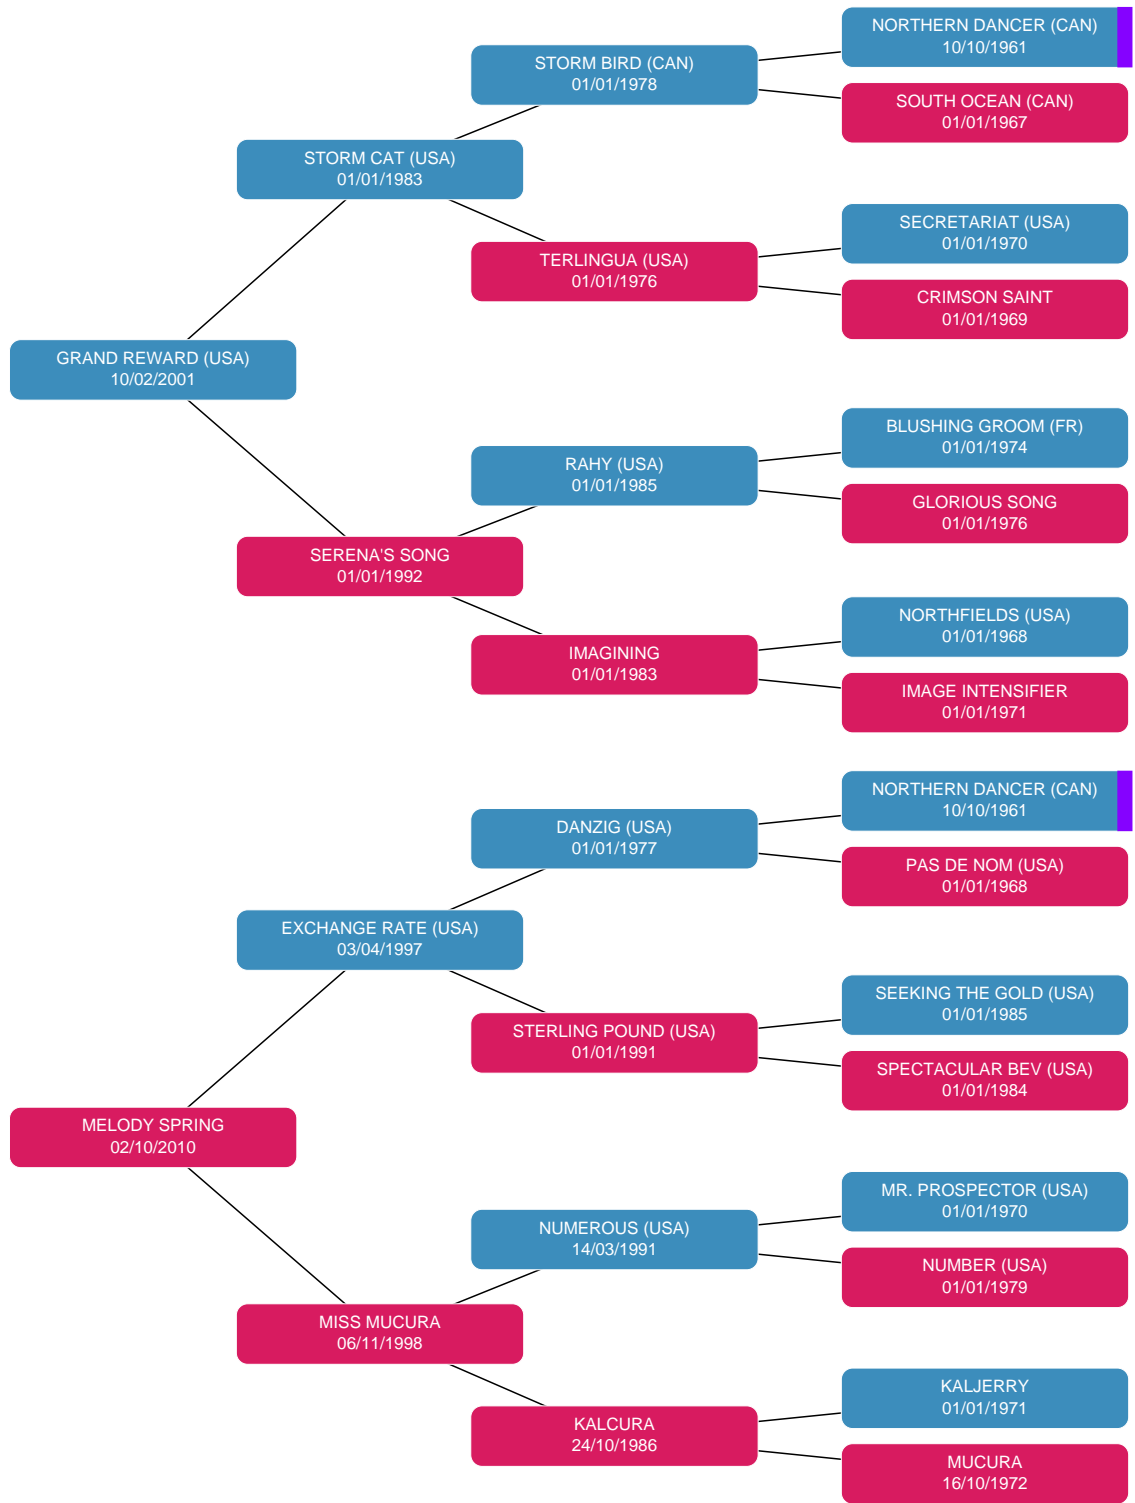 NORTHERN DANCER (CAN)
10/10/1961
STORM BIRD (CAN)
01/01/1978
SOUTH OCEAN (CAN)
01/01/1967
STORM CAT (USA)
01/01/1983
SECRETARIAT (USA)
01/01/1970
TERLINGUA (USA)
01/01/1976
CRIMSON SAINT
01/01/1969
GRAND REWARD (USA)
10/02/2001
BLUSHING GROOM (FR)
01/01/1974
RAHY (USA)
01/01/1985
GLORIOUS SONG
01/01/1976
SERENA'S SONG
01/01/1992
NORTHFIELDS (USA)
01/01/1968
IMAGINING
01/01/1983
IMAGE INTENSIFIER
01/01/1971
NORTHERN DANCER (CAN)
10/10/1961
DANZIG (USA)
01/01/1977
PAS DE NOM (USA)
01/01/1968
EXCHANGE RATE (USA)
03/04/1997
SEEKING THE GOLD (USA)
01/01/1985
STERLING POUND (USA)
01/01/1991
SPECTACULAR BEV (USA)
01/01/1984
MELODY SPRING
02/10/2010
MR. PROSPECTOR (USA)
01/01/1970
NUMEROUS (USA)
14/03/1991
NUMBER (USA)
01/01/1979
MISS MUCURA
06/11/1998
KALJERRY
01/01/1971
KALCURA
24/10/1986
MUCURA
16/10/1972